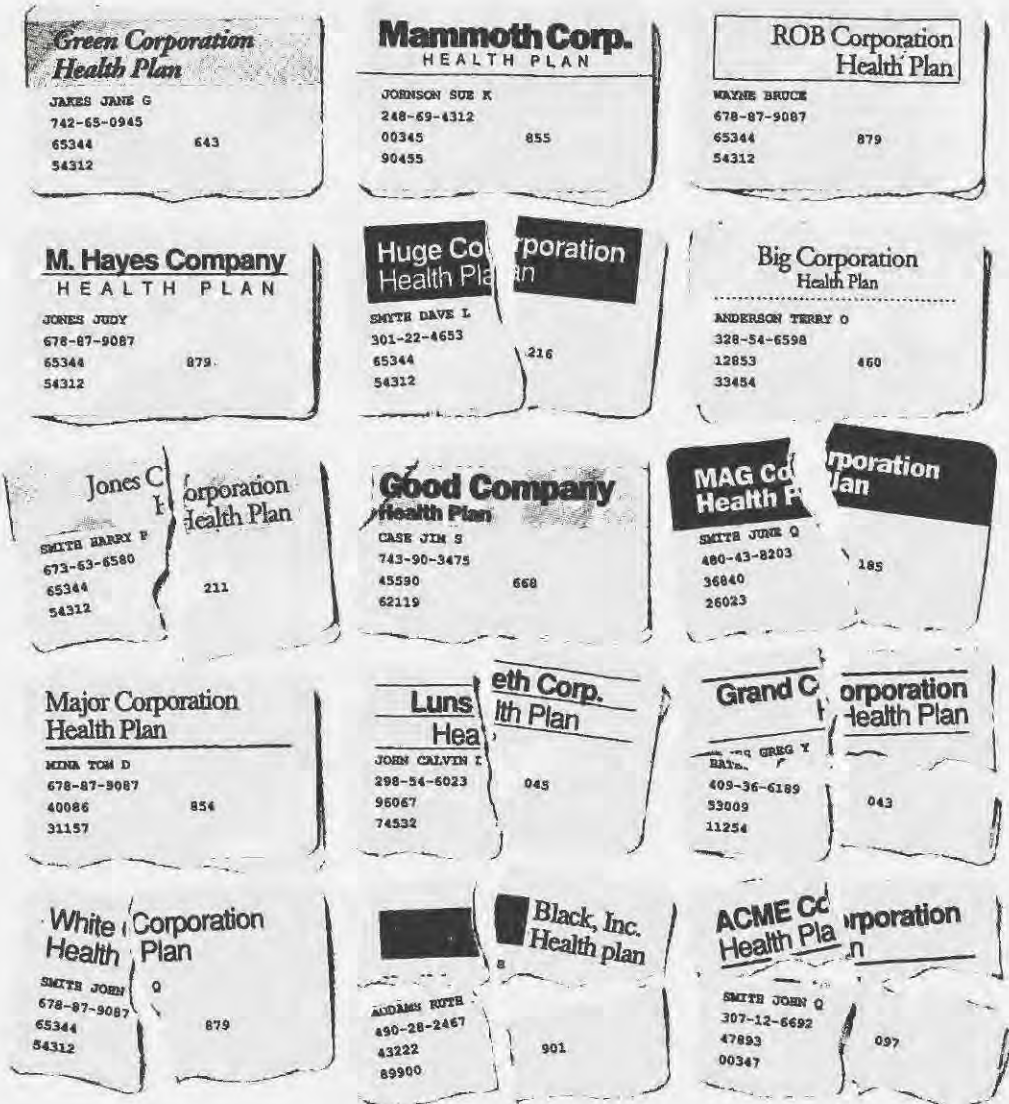 Green Corporation
Health Plan
JAKES JANE G
742-65-0945
65344 643
54312
Mammoth Corp.
HEALTH PLAN
JOHNSON SUE K
248-69-4312
00345 855
90455
ROB Corporation
Health Plan
WAYNE BRUCE
678-87-9087
65344 879
54312
M. Hayes Company
HEALTH PLAN
JONES JUDY
678-87-9087
65344 879
54312
Huge Corporation
Health Plan
SMYTH DAVE L
301-22-4653
65344 216
54312
Big Corporation
Health Plan
ANDERSON TERRY O
328-54-6598
12853 460
33454
Jones Corporation
Health Plan
SMITH HARRY P
673-63-6580
65344 211
54312
Good Company
Health Plan
CASE JIM S
743-90-3475
45590 668
62119
MAG Corporation
Health Plan
SMITH JUNE Q
480-43-8203
36840 185
26023
Major Corporation
Health Plan
MINA TOM D
678-87-9087
40086 854
31157
Lunseth Corp.
Health Plan
JOHN CALVIN I
298-54-6023
96067 045
74532
Grand Corporation
Health Plan
GREG Y
409-36-6189
53009 043
11254
White Corporation
Health Plan
SMITH JOHN Q
678-87-9087
65344 879
54312
Black, Inc.
Health plan
ADDAMS RUTH
490-28-2467
43222 901
89900
ACME Corporation
Health Plan
SMITH JOHN Q
307-12-6692
47893 097
00347